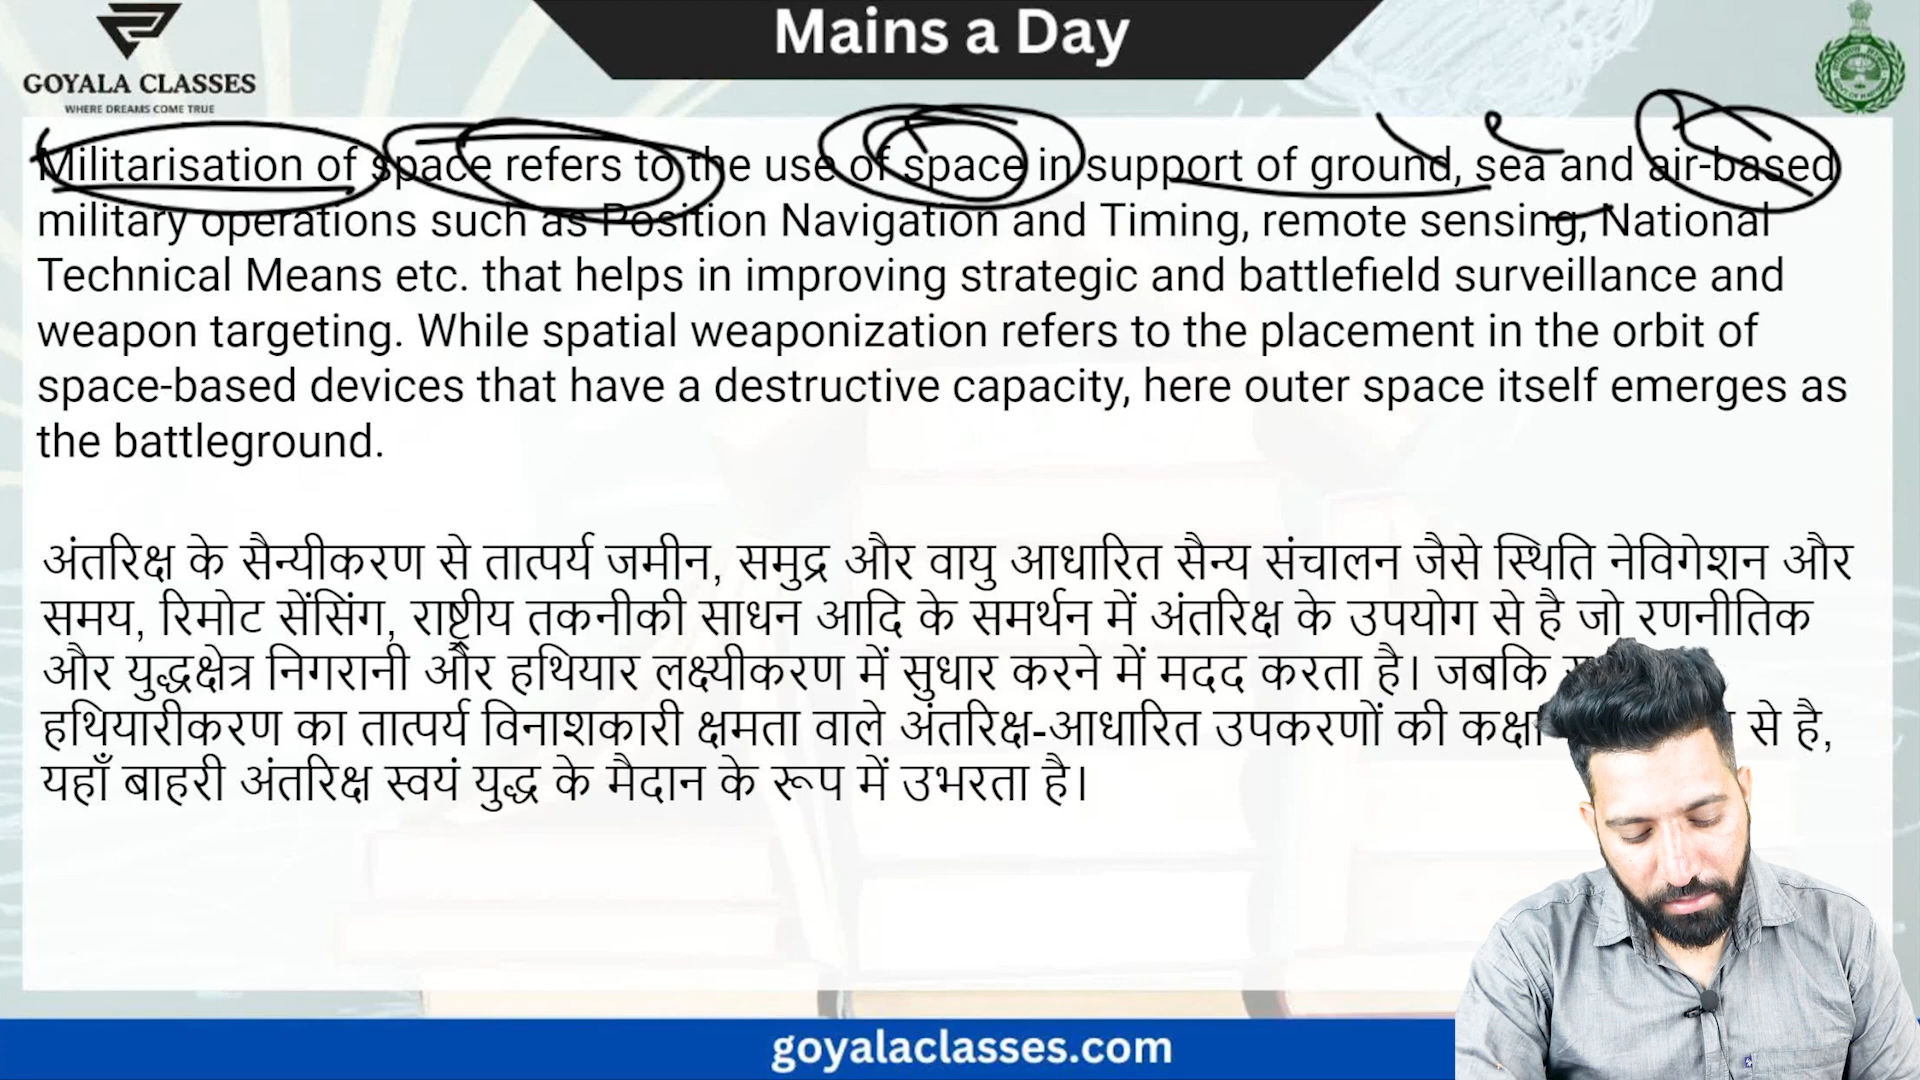 Mains a Day
GOYALA CLASSES
WHERE DREAMS COME TRUE
Militarisation of space refers to the use of space in support of ground, sea and air-based
military operations such as Position Navigation and Timing, remote sensing, National
Technical Means etc. that helps in improving strategic and battlefield surveillance and
weapon targeting. While spatial weaponization refers to the placement in the orbit of
space-based devices that have a destructive capacity, here outer space itself emerges as
the battleground.
अंतरिक्ष के सैन्यीकरण से तात्पर्य जमीन, समुद्र और वायु आधारित सैन्य संचालन जैसे स्थिति नेविगेशन और
समय, रिमोट सेंसिंग, राष्ट्रीय तकनीकी साधन आदि के समर्थन में अंतरिक्ष के उपयोग से है जो रणनीतिक
और युद्धक्षेत्र निगरानी और हथियार लक्ष्यीकरण में सुधार करने में मदद करता है। जबकि
हथियारीकरण का तात्पर्य विनाशकारी क्षमता वाले अंतरिक्ष-आधारित उपकरणों की कक्षा से है,
यहाँ बाहरी अंतरिक्ष स्वयं युद्ध के मैदान के रूप में उभरता है।
goyalaclasses.com